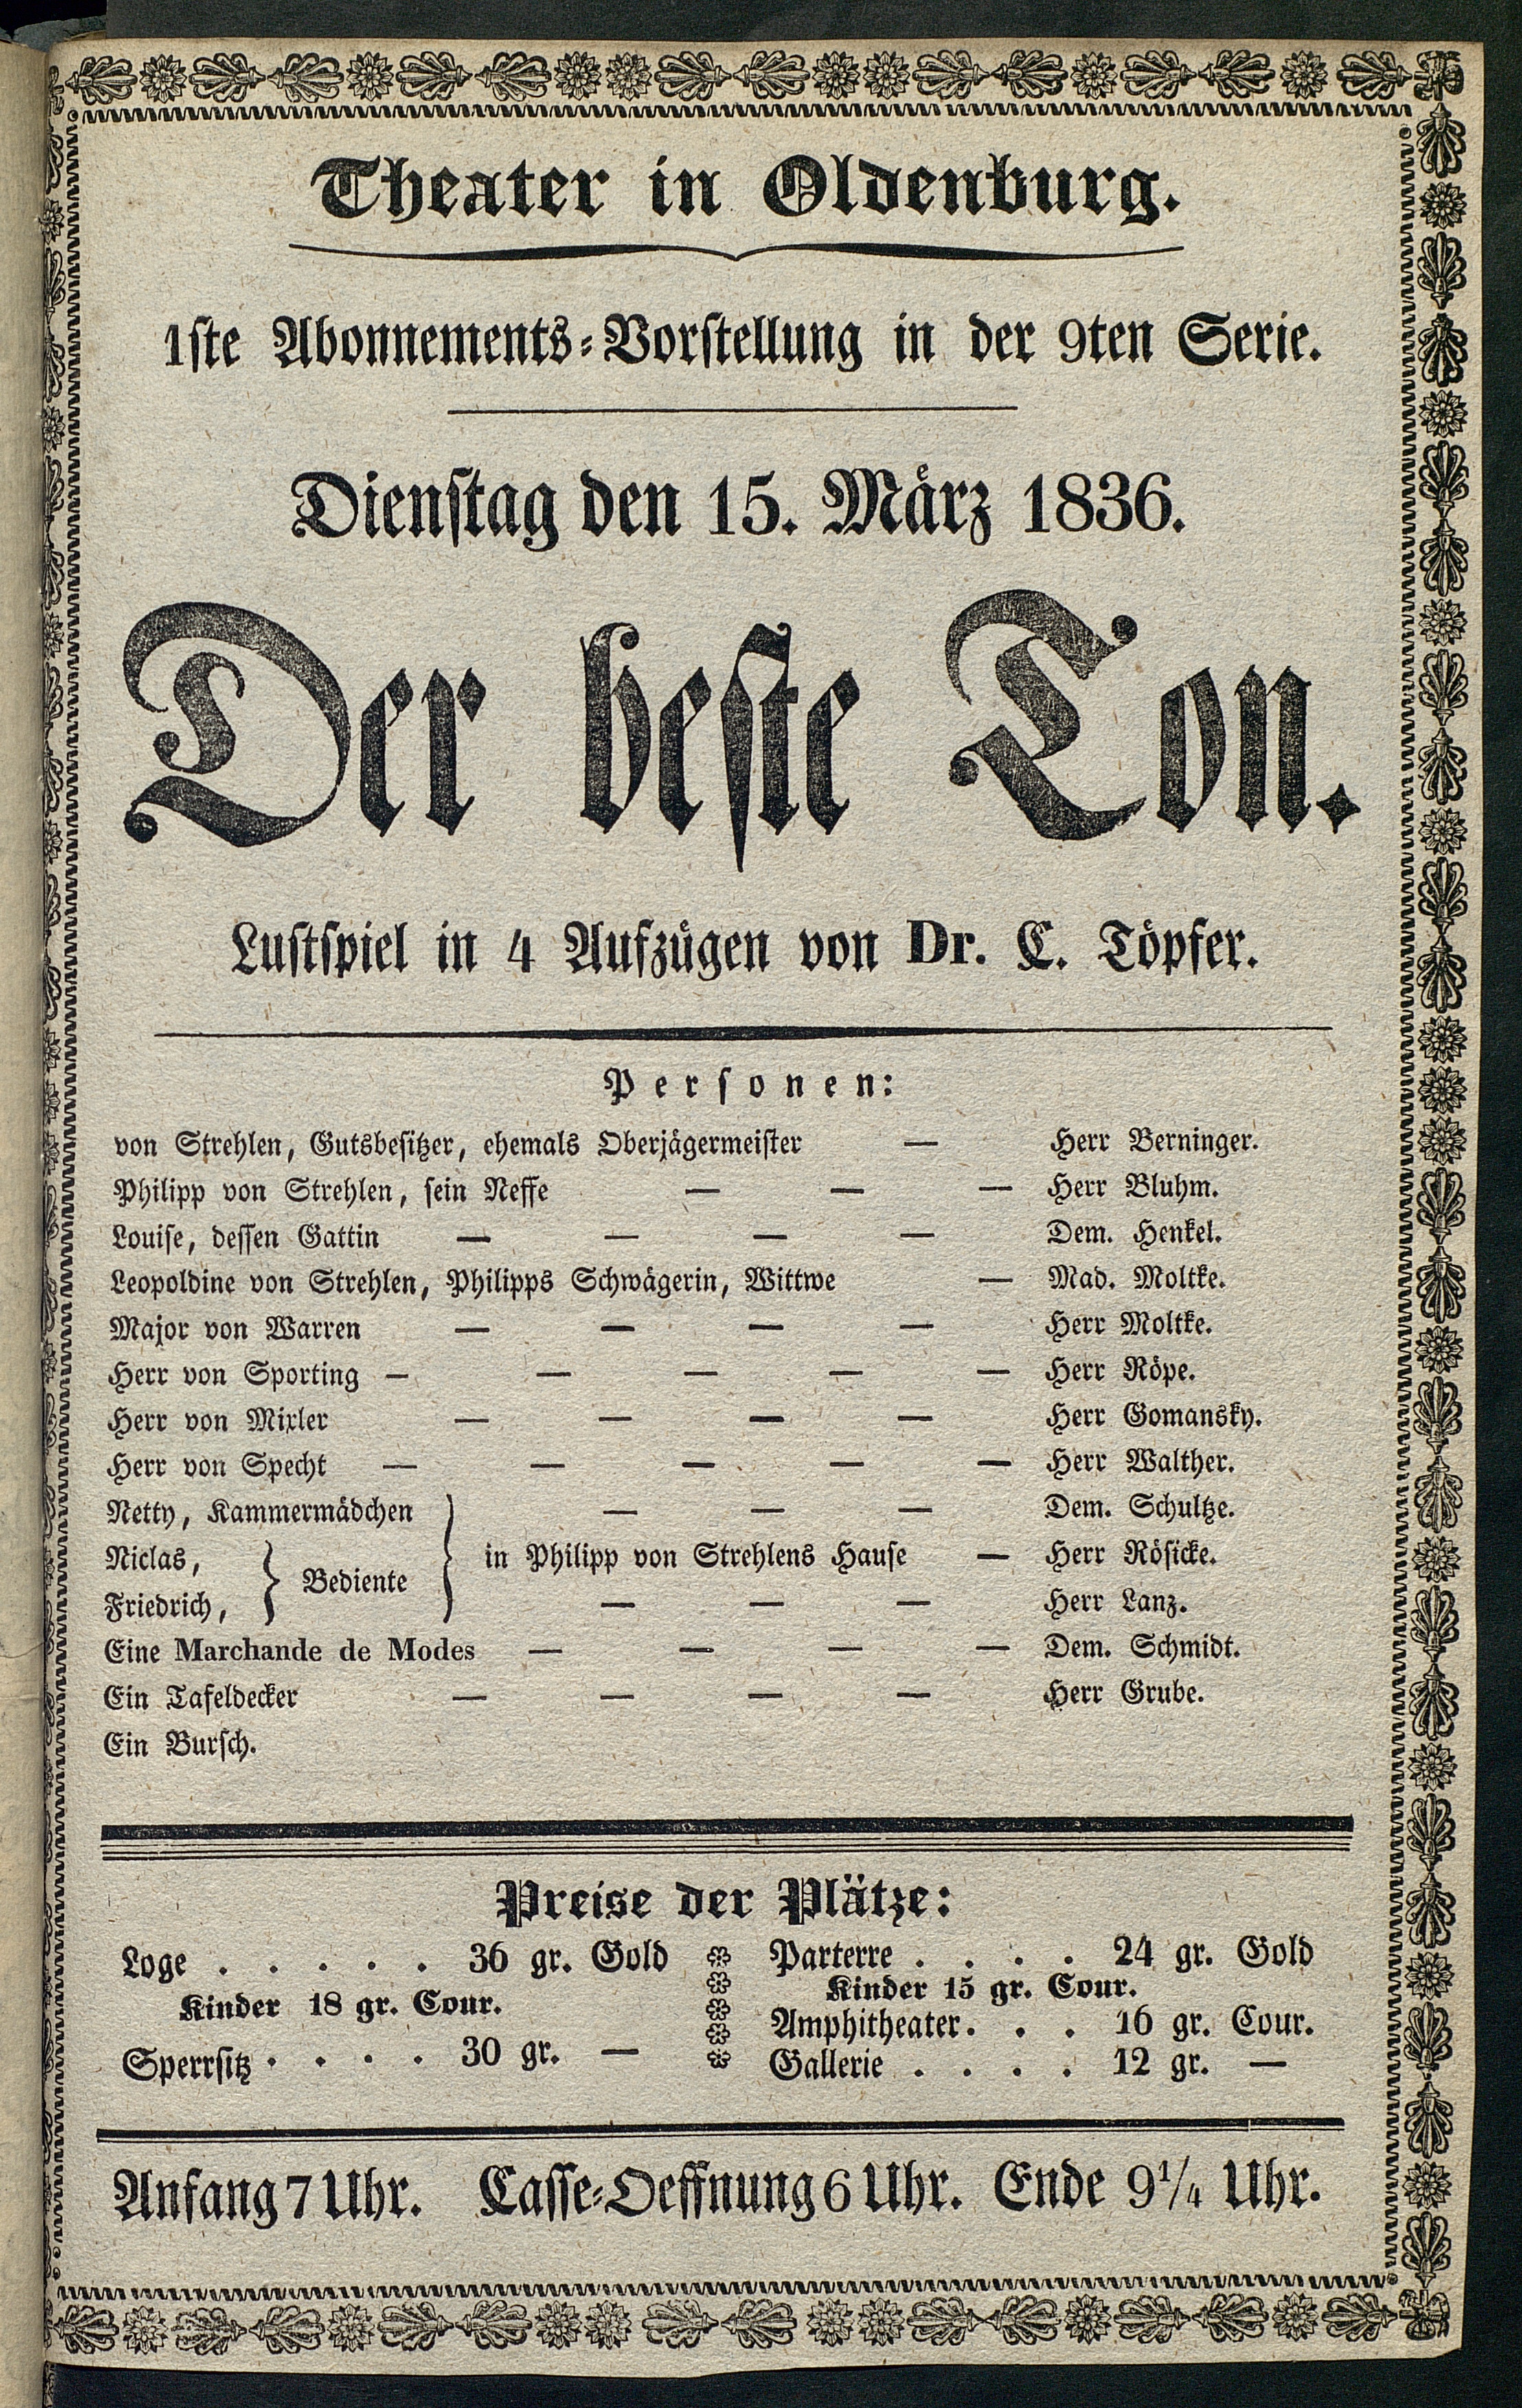 Theater in Oldenburg.
1ste Abonnements-Vorstellung in der 9ten Serie.
Dienstag den 15. März 1836.
Der beste Ton.
Lustspiel in 4 Aufzügen von Dr. C. Töpfer.
Personen:
von Strehlen, Gutsbesitzer, ehemals Oberjägermeister — Herr Berninger.
Philipp von Strehlen, sein Neffe — — — Herr Bluhm.
Louise, dessen Gattin — — — — Dem. Henkel.
Leopoldine von Strehlen, Philipps Schwägerin, Wittwe — Mad. Moltke.
Major von Warren — — — — Herr Moltke.
Herr von Sporting — — — — — Herr Röpe.
Herr von Mixler — — — — Herr Gomansky.
Herr von Specht — — — — — Herr Walther.
Netty, Kammermädchen — — — Dem. Schultze.
Niclas, } Bediente } in Philipp von Strehlens Hause — Herr Rösicke.
Friedrich, — — — Herr Lanz.
Eine Marchande de Modes — — — — Dem. Schmidt.
Ein Tafeldecker — — — — Herr Grube.
Ein Bursch.
Preise der Plätze:
Loge . . . . . 36 gr. Gold
Kinder 18 gr. Cour.
Sperrsitz . . . . 30 gr. —
Parterre . . . . 24 gr. Gold
Kinder 15 gr. Cour.
Amphitheater. . . 16 gr. Cour.
Gallerie . . . . 12 gr. —
Anfang 7 Uhr. Casse-Oeffnung 6 Uhr. Ende 9¼ Uhr.